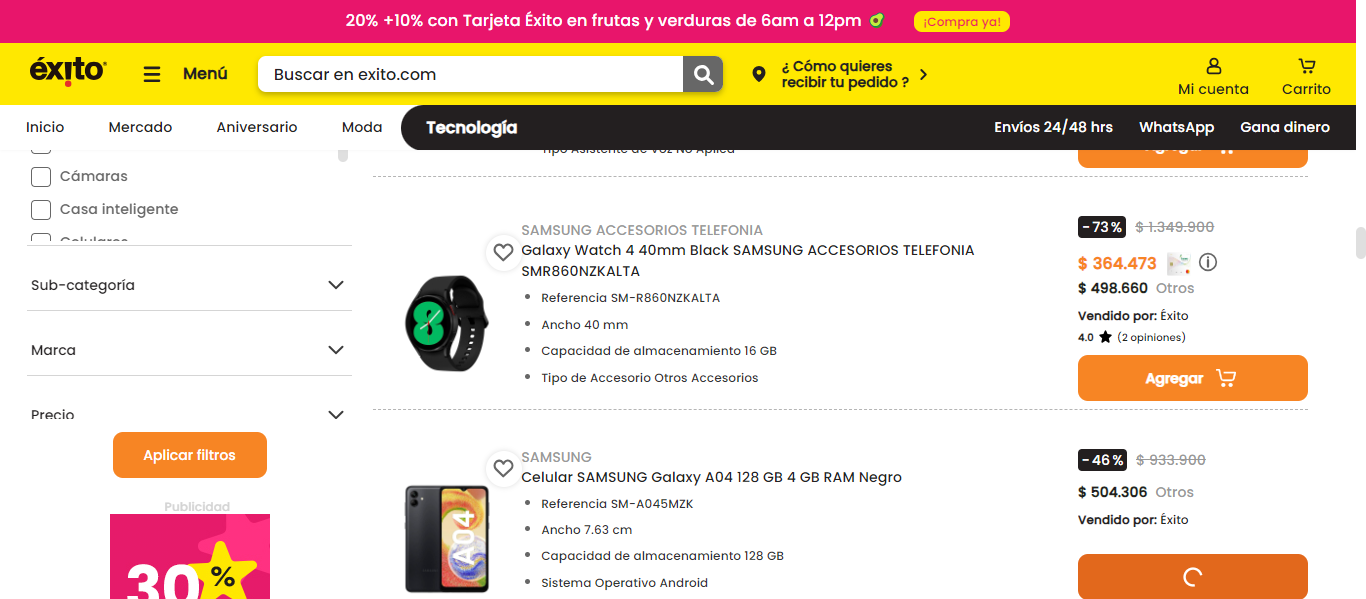 20% +10% con Tarjeta Éxito en frutas y verduras de 6am a 12pm ¡Compra ya!
éxito
Menú
Buscar en exito.com
¿ Cómo quieres
recibir tu pedido ?
Mi cuenta
Carrito
Inicio Mercado Aniversario Moda Tecnología Envíos 24/48 hrs WhatsApp Gana dinero
Cámaras
Casa inteligente
Celulares
Sub-categoría
Marca
Precio
Aplicar filtros
Publicidad
30 %
Tipo Asistente de Voz No Aplica
Agregar
SAMSUNG ACCESORIOS TELEFONIA
Galaxy Watch 4 40mm Black SAMSUNG ACCESORIOS TELEFONIA
SMR860NZKALTA
Referencia SM-R860NZKALTA
Ancho 40 mm
Capacidad de almacenamiento 16 GB
Tipo de Accesorio Otros Accesorios
- 73 % $ 1.349.900
$ 364.473
$ 498.660 Otros
Vendido por: Éxito
4.0 (2 opiniones)
Agregar
SAMSUNG
Celular SAMSUNG Galaxy A04 128 GB 4 GB RAM Negro
Referencia SM-A045MZK
Ancho 7.63 cm
Capacidad de almacenamiento 128 GB
Sistema Operativo Android
A04
- 46 % $ 933.900
$ 504.306 Otros
Vendido por: Éxito